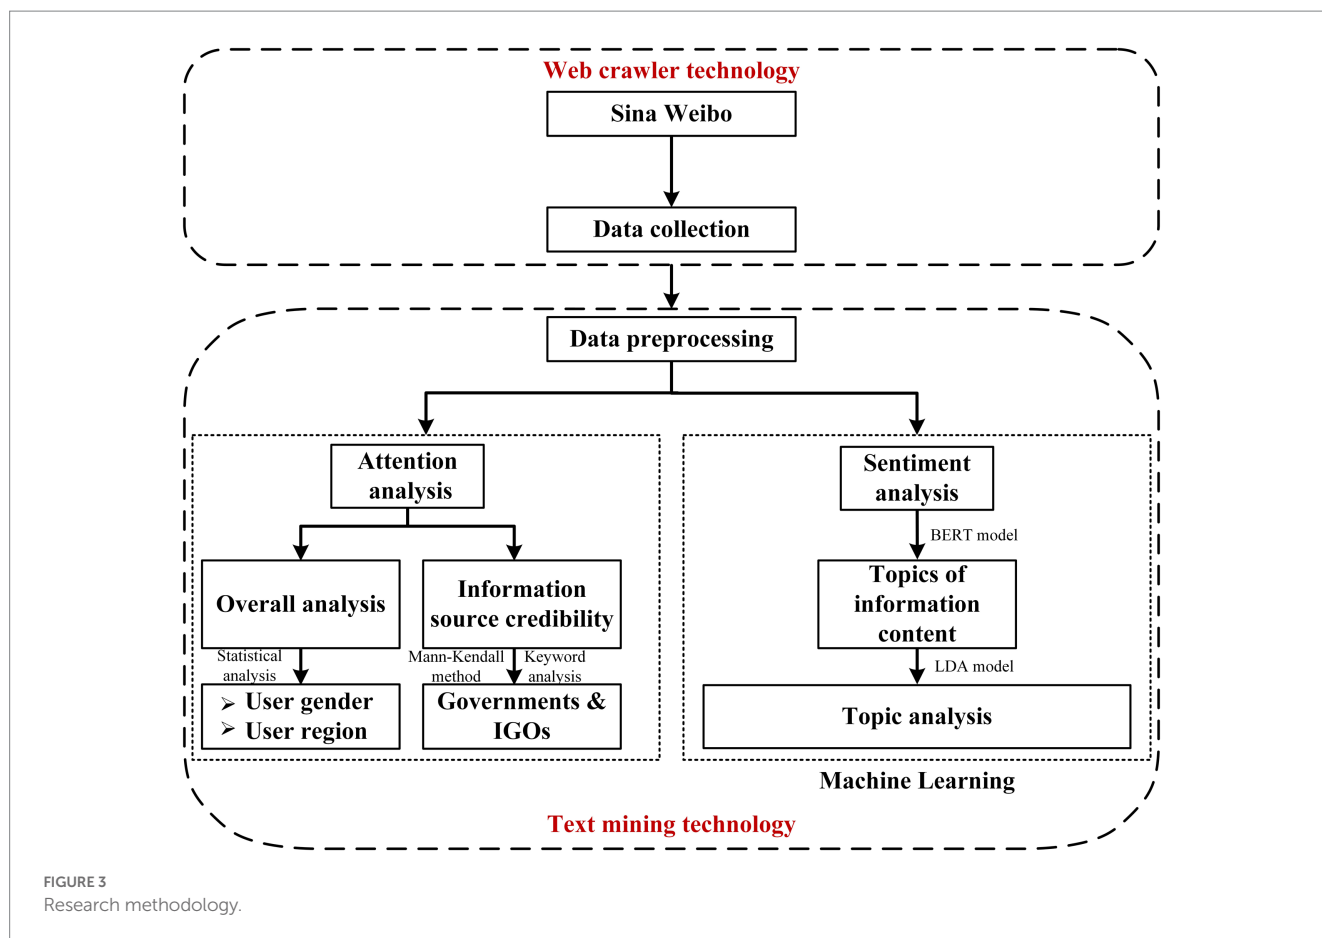 Web crawler technology
Sina Weibo
Data collection
Data preprocessing
Attention
analysis
Overall analysis
Statistical
analysis
➢ User gender
➢ User region
Information
source credibility
Mann-Kendall
method
Keyword
analysis
Governments &
IGOs
Sentiment
analysis
BERT model
Topics of
information
content
LDA model
Topic analysis
Machine Learning
Text mining technology
FIGURE 3
Research methodology.